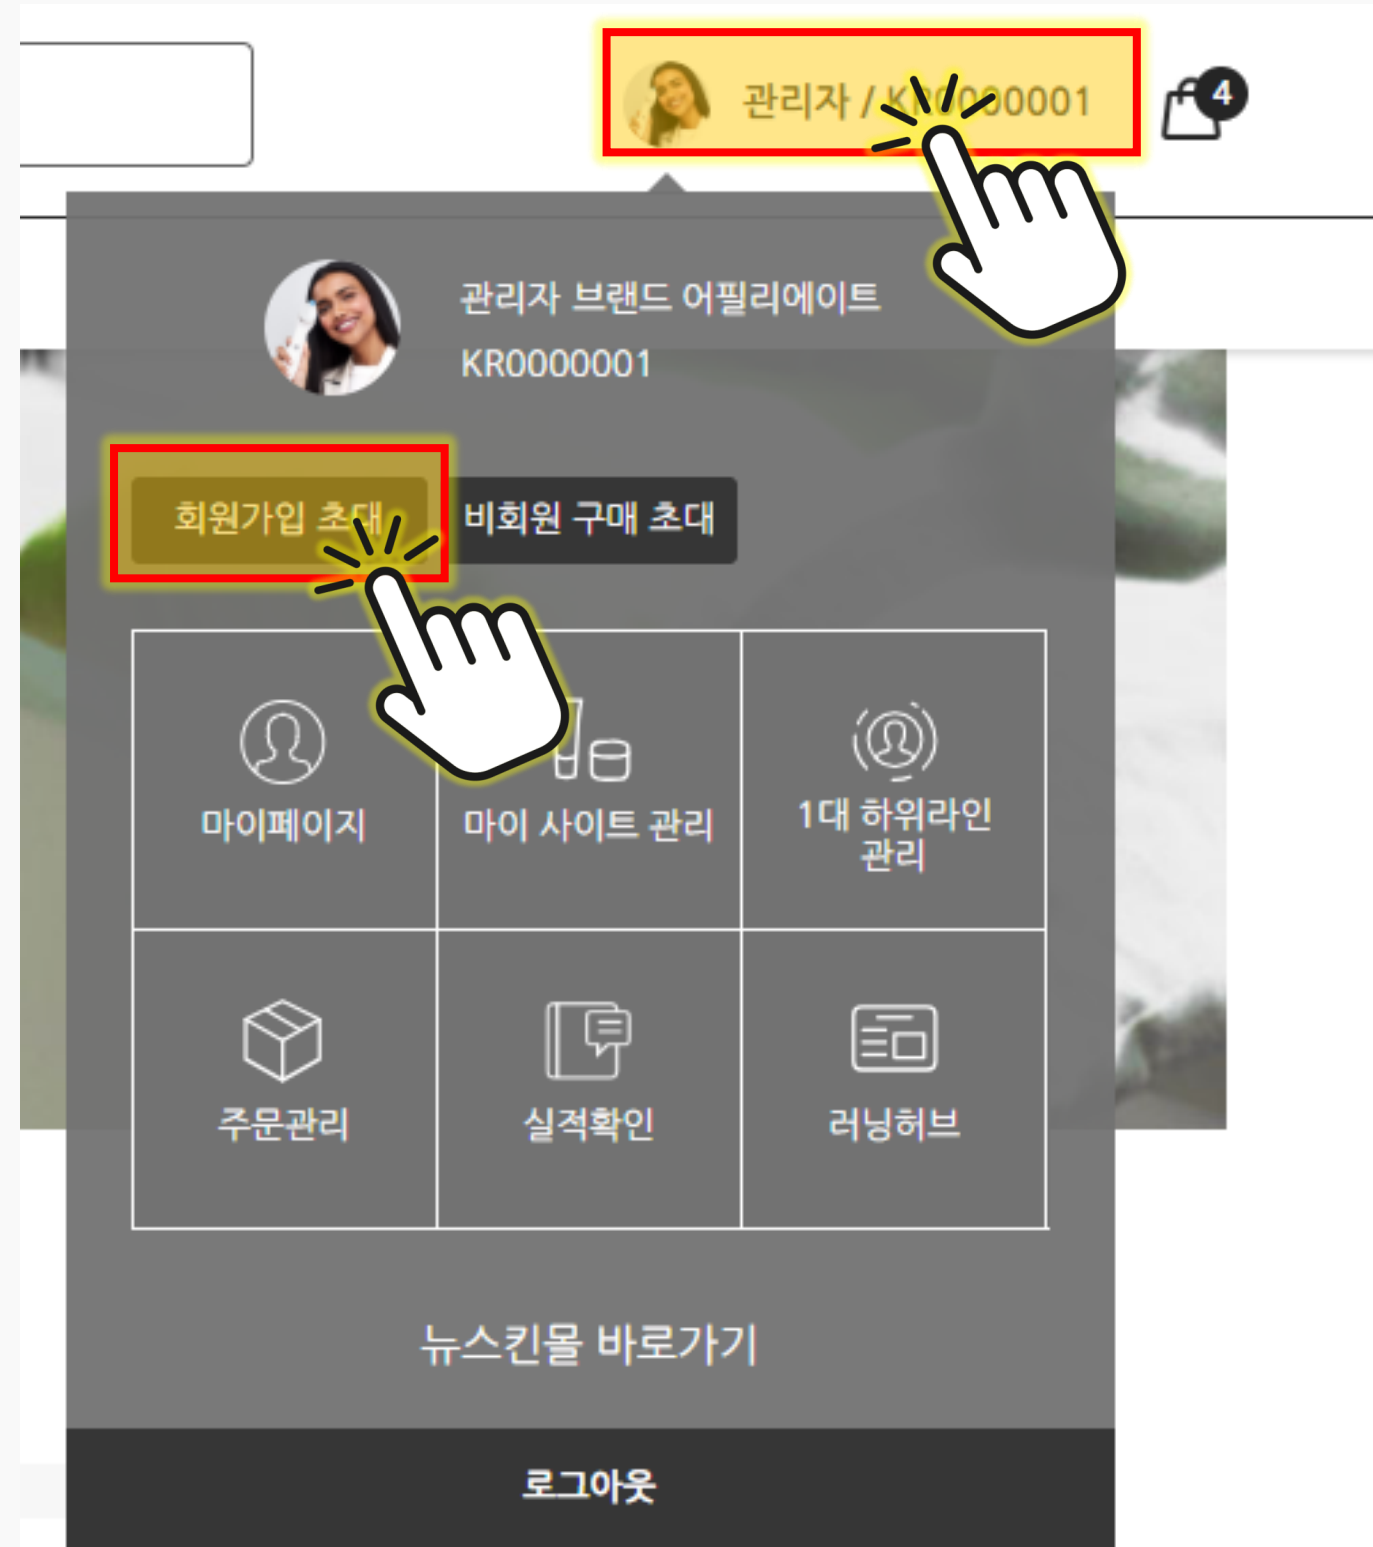 관리자 / KR0000001
4
관리자 브랜드 어필리에이트
KR0000001
회원가입 초대
비회원 구매 초대
마이페이지
마이 사이트 관리
1대 하위라인
관리
주문관리
실적확인
러닝허브
뉴스킨몰 바로가기
로그아웃